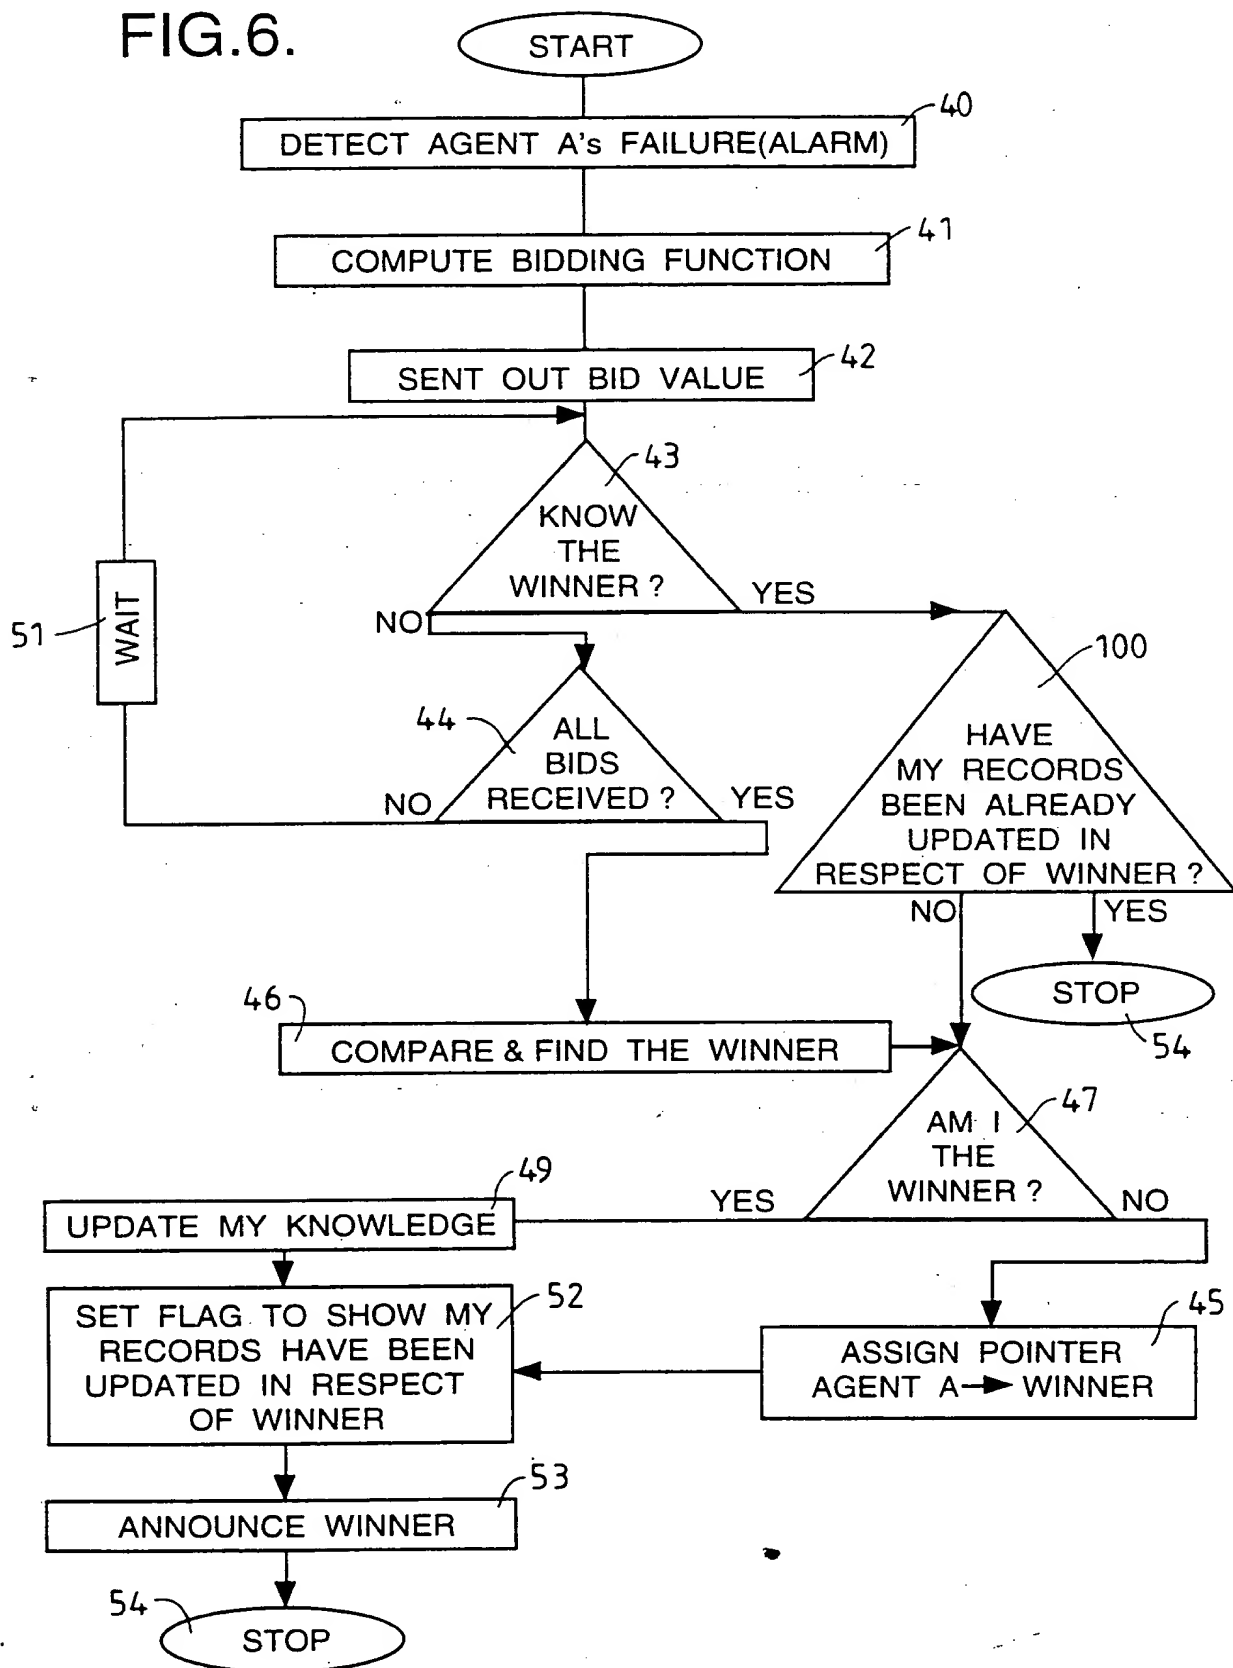 FIG.6.
START
40
DETECT AGENT A's FAILURE(ALARM)
41
COMPUTE BIDDING FUNCTION
42
SENT OUT BID VALUE
43
KNOW
THE
WINNER ?
NO
YES
51
WAIT
100
HAVE
MY RECORDS
BEEN ALREADY
UPDATED IN
RESPECT OF WINNER ?
44
ALL
BIDS
RECEIVED ?
NO
YES
NO
YES
STOP
54
46
COMPARE & FIND THE WINNER
47
AM I
THE
WINNER ?
YES
NO
49
UPDATE MY KNOWLEDGE
52
SET FLAG TO SHOW MY
RECORDS HAVE BEEN
UPDATED IN RESPECT
OF WINNER
45
ASSIGN POINTER
AGENT A → WINNER
53
ANNOUNCE WINNER
54
STOP